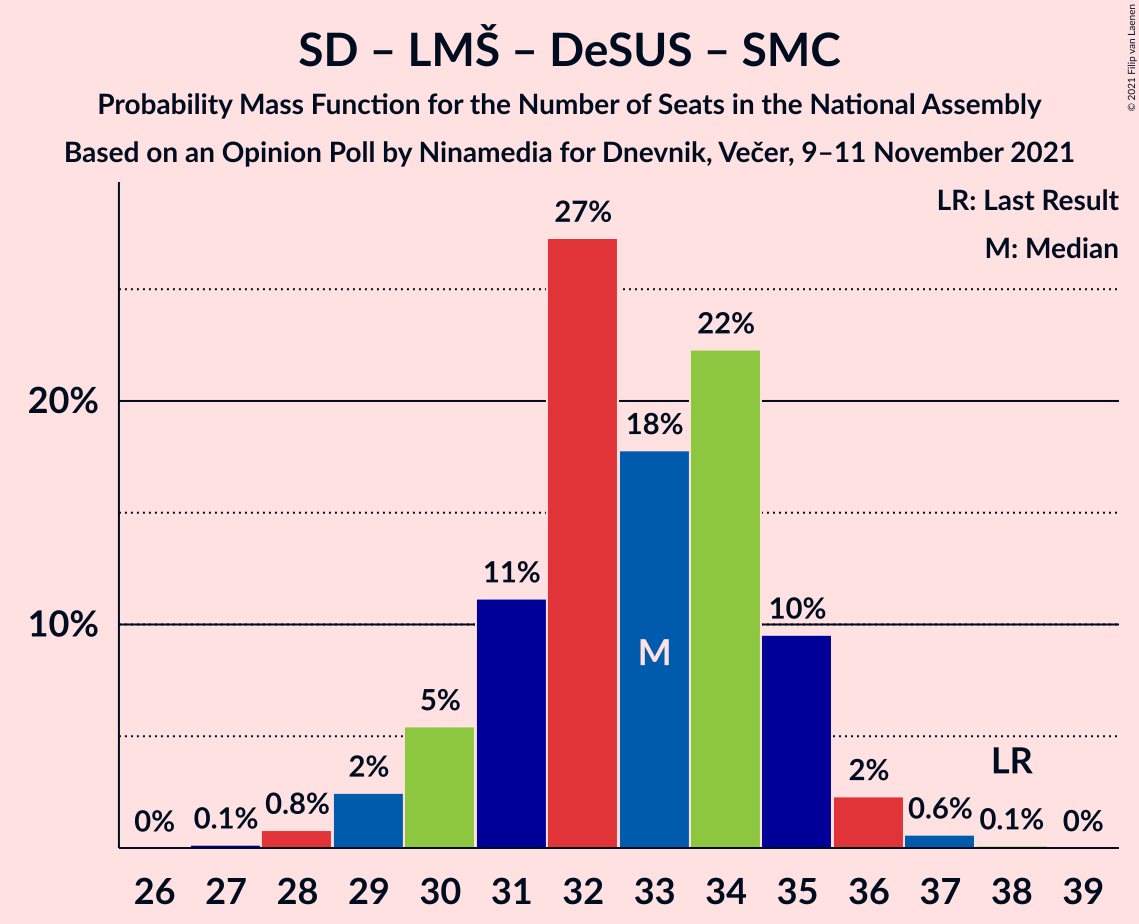 SD – LMŠ – DeSUS – SMC
Probability Mass Function for the Number of Seats in the National Assembly
Based on an Opinion Poll by Ninamedia for Dnevnik, Večer, 9–11 November 2021
© 2021 Filip van Laenen
LR: Last Result
M: Median
27%
22%
20%
18%
11%
10%
10%
M
5%
2%
2%
LR
0%
0.1%
0.8%
0.6%
0.1%
0%
26 27 28 29 30 31 32 33 34 35 36 37 38 39